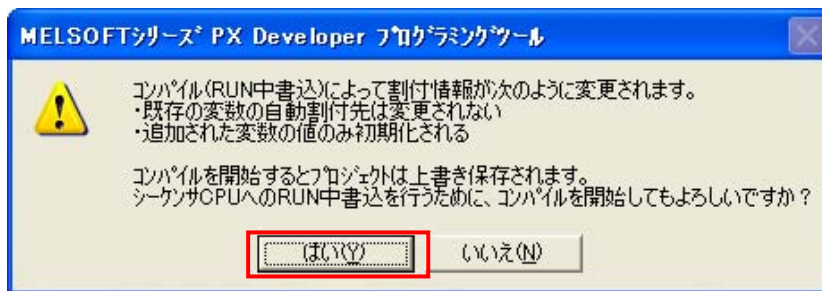 MELSOFTシリーズ PX Developer プログラミングツール
コンパイル(RUN中書込)によって割付情報が次のように変更されます。
・既存の変数の自動割付先は変更されない
・追加された変数の値のみ初期化される
コンパイルを開始するとプロジェクトは上書き保存されます。
シーケンサCPUへのRUN中書込を行うために、コンパイルを開始してもよろしいですか?
はい(Y)
いいえ(N)